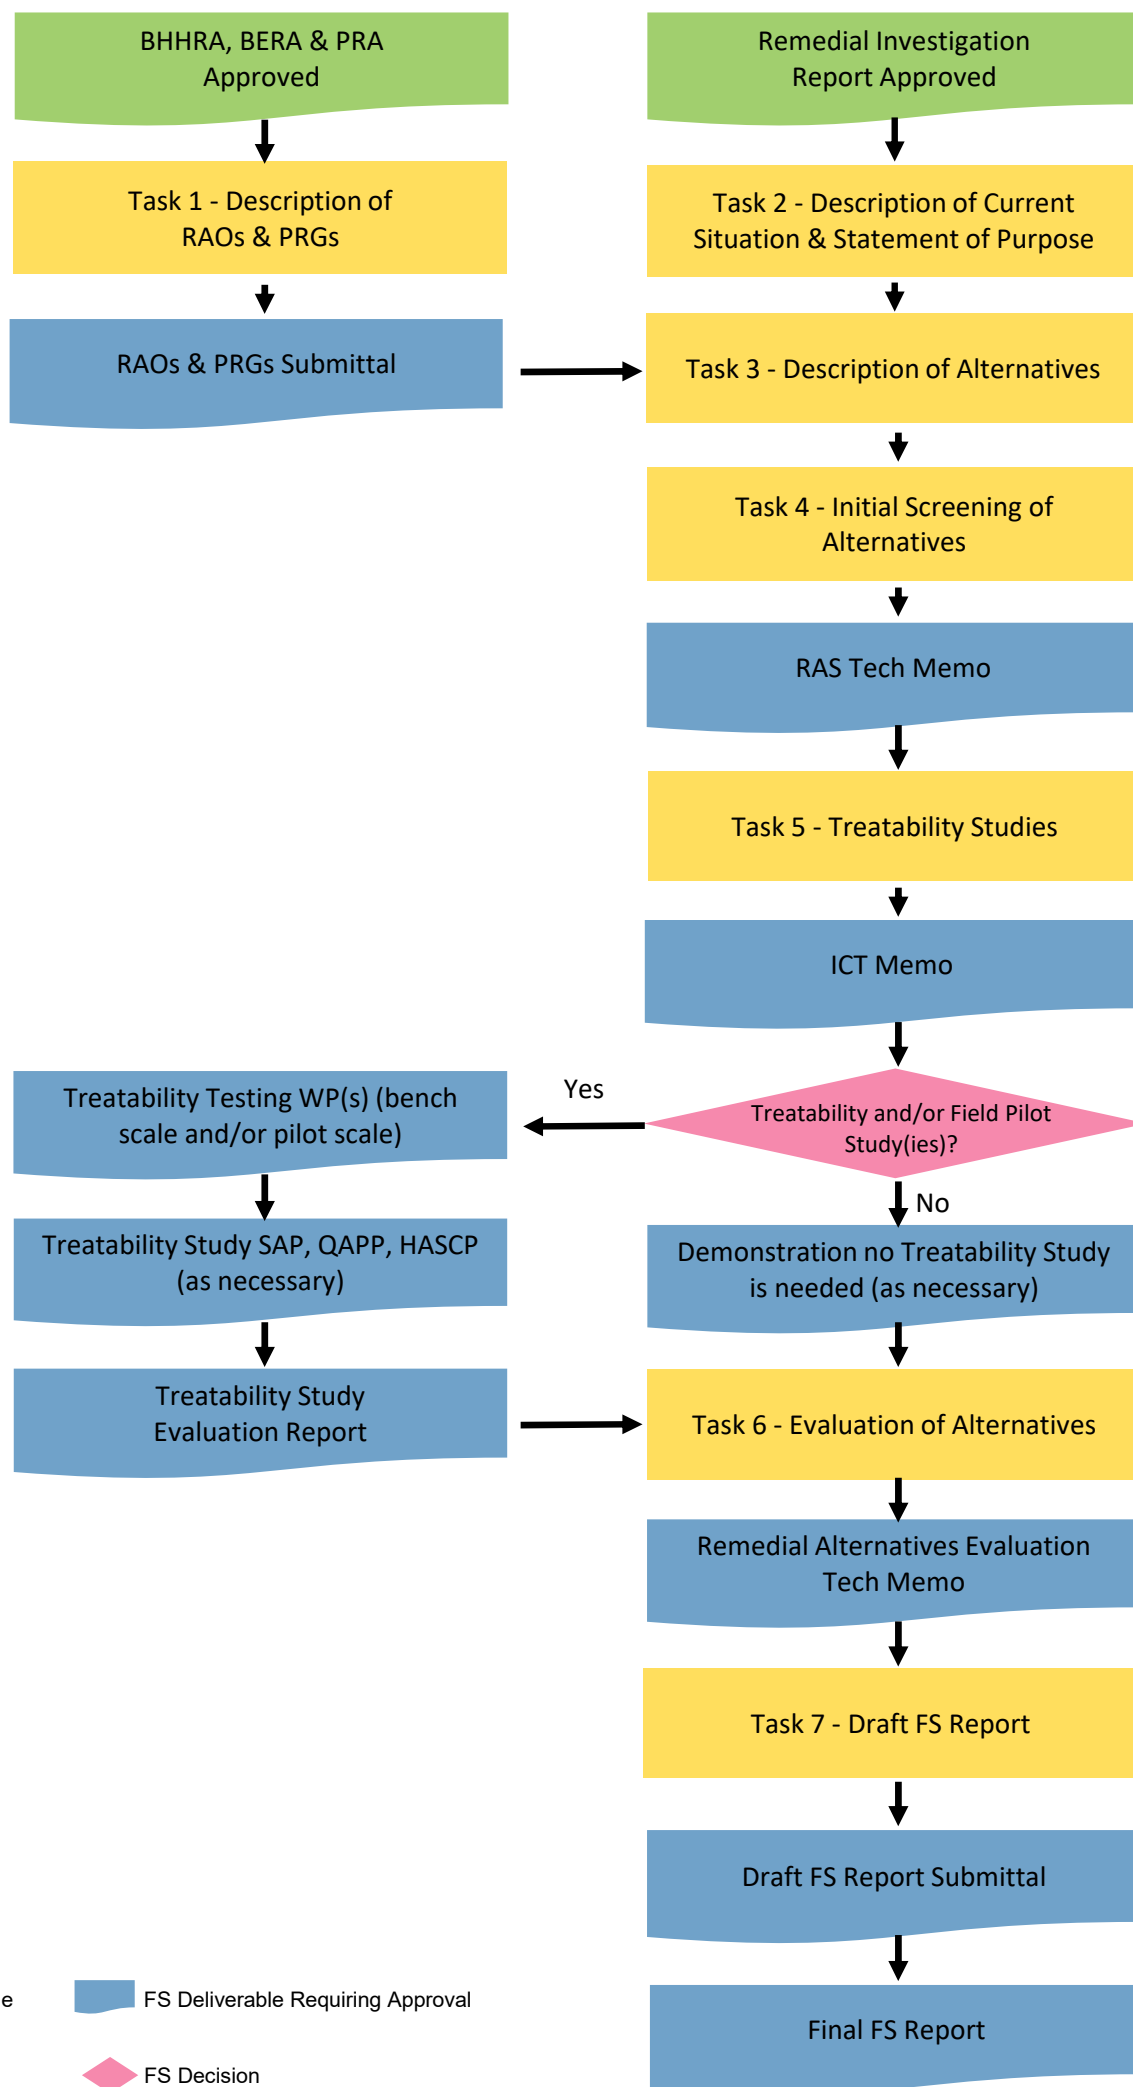 BHHRA, BERA & PRA
Approved
Remedial Investigation
Report Approved
Task 1 - Description of
RAOs & PRGs
Task 2 - Description of Current
Situation & Statement of Purpose
RAOs & PRGs Submittal
Task 3 - Description of Alternatives
Task 4 - Initial Screening of
Alternatives
RAS Tech Memo
Task 5 - Treatability Studies
ICT Memo
Treatability and/or Field Pilot
Study(ies)?
Yes
No
Treatability Testing WP(s) (bench
scale and/or pilot scale)
Treatability Study SAP, QAPP, HASCP
(as necessary)
Demonstration no Treatability Study
is needed (as necessary)
Treatability Study
Evaluation Report
Task 6 - Evaluation of Alternatives
Remedial Alternatives Evaluation
Tech Memo
Task 7 - Draft FS Report
Draft FS Report Submittal
Final FS Report
e
FS Deliverable Requiring Approval
FS Decision